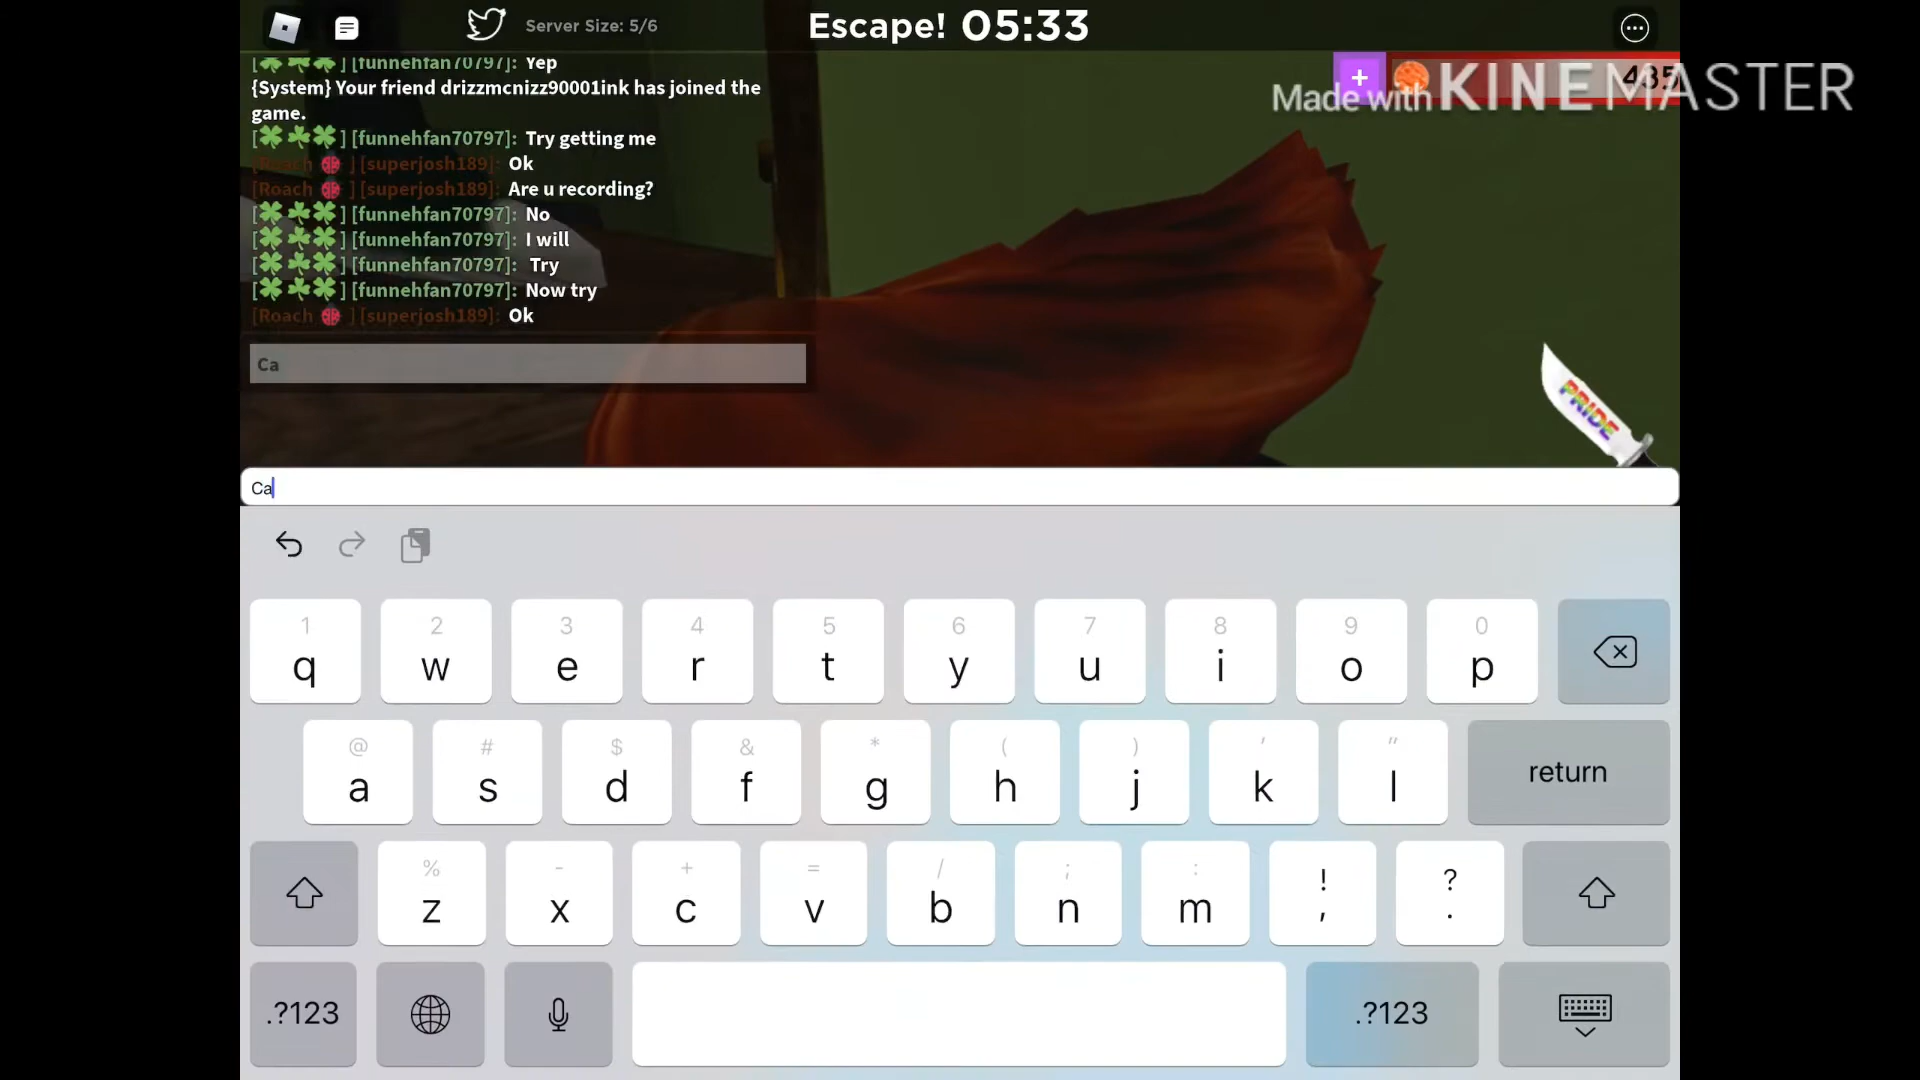 Server Size: 5/6
Escape! 05:33
[🍀☘🍀] [funnehfan70797]: Yep
{System} Your friend drizzmcnizz90001ink has joined the
game.
[🍀☘🍀] [funnehfan70797]: Try getting me
[Roach 🐞] [superjosh189]: Ok
[Roach 🐞] [superjosh189]: Are u recording?
[🍀☘🍀] [funnehfan70797]: No
[🍀☘🍀] [funnehfan70797]: I will
[🍀☘🍀] [funnehfan70797]: Try
[🍀☘🍀] [funnehfan70797]: Now try
[Roach 🐞] [superjosh189]: Ok
Ca
+ 485
Made with KINEMASTER
PRIDE
Ca
1 2 3 4 5 6 7 8 9 0
q w e r t y u i o p
@ # $ & * ( ) ' "
a s d f g h j k l return
% - + = / ; : ! ?
z x c v b n m , .
.?123 .?123